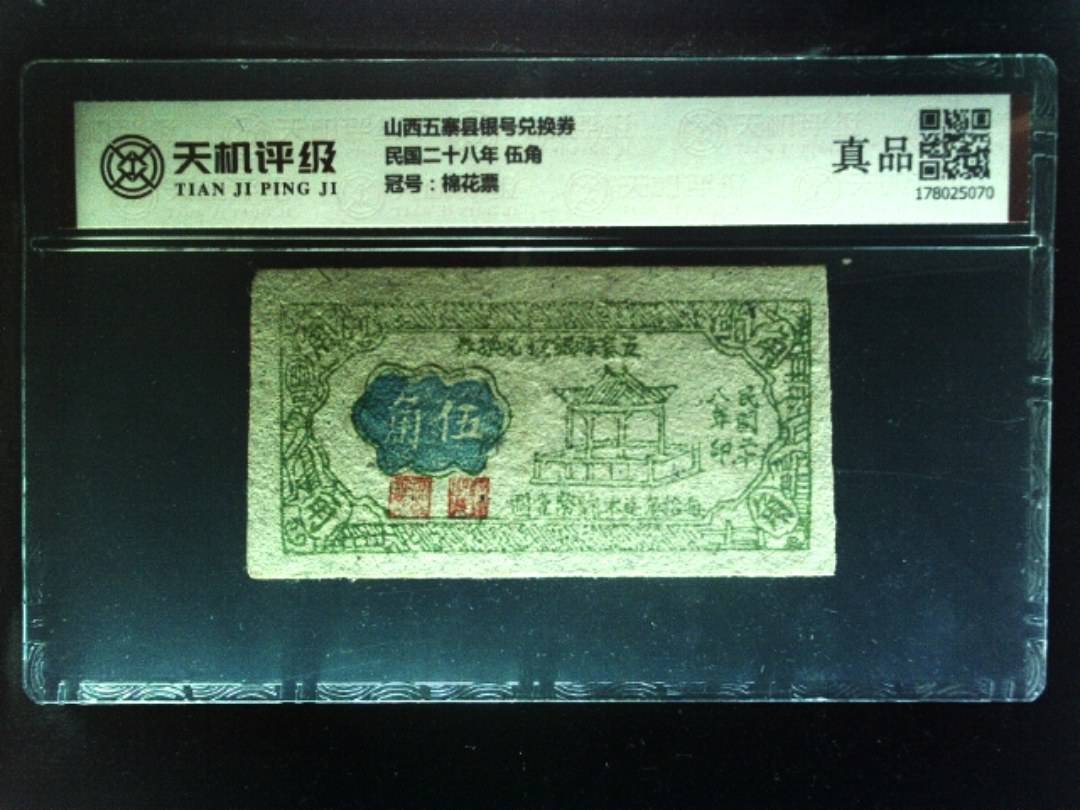 天机评级
TIAN JI PING JI
山西五寨县银号兑换券
民国二十八年 伍角
冠号：棉花票
真品
178025070
角伍
民國廿
八年印